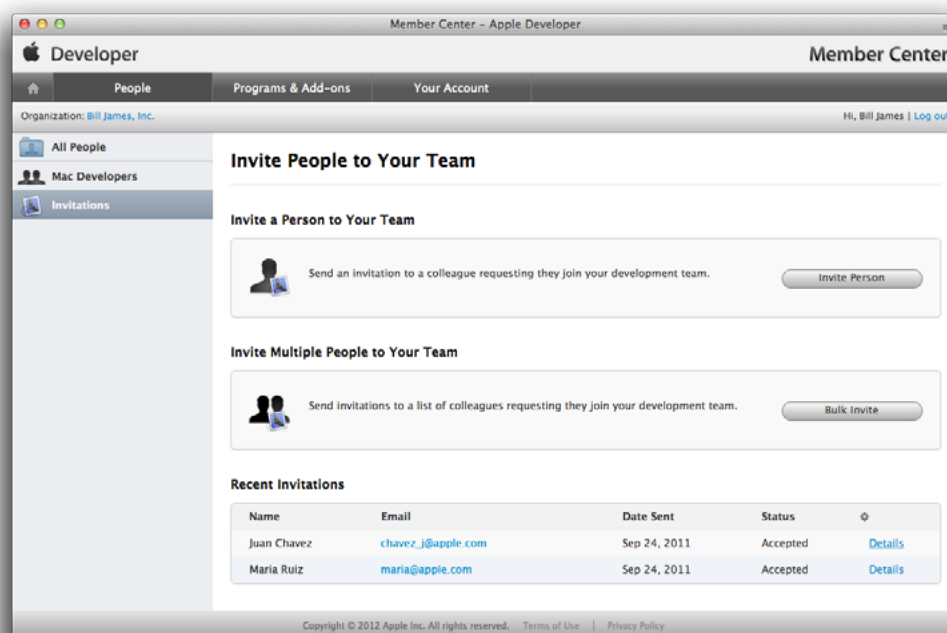 Member Center – Apple Developer
Developer
Member Center
People Programs & Add-ons Your Account
Organization: Bill James, Inc. Hi, Bill James | Log out
All People
Mac Developers
Invitations
Invite People to Your Team
Invite a Person to Your Team
Send an invitation to a colleague requesting they join your development team. Invite Person
Invite Multiple People to Your Team
Send invitations to a list of colleagues requesting they join your development team. Bulk Invite
Recent Invitations
Name Email Date Sent Status
Juan Chavez chavez_j@apple.com Sep 24, 2011 Accepted Details
Maria Ruiz maria@apple.com Sep 24, 2011 Accepted Details
Copyright © 2012 Apple Inc. All rights reserved. Terms of Use | Privacy Policy